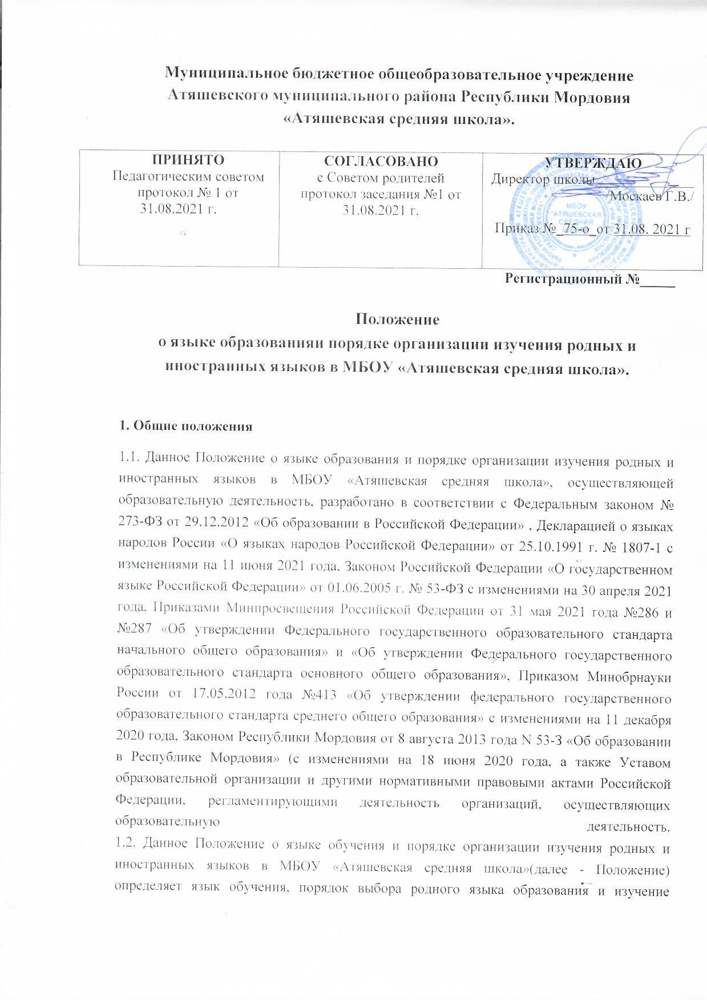 Муниципальное бюджетное общеобразовательное учреждение
Атяшевского муниципального района Республики Мордовия
«Атяшевская средняя школа».
ПРИНЯТО
Педагогическим советом
протокол № 1 от
31.08.2021 г.
СОГЛАСОВАНО
с Советом родителей
протокол заседания №1 от
31.08.2021 г.
УТВЕРЖДАЮ
Директор школы
/Москаев Г.В./
Приказ №_75-о_от 31.08. 2021 г
МБОУ
"АТЯШЕВСКАЯ
СРЕДНЯЯ
Регистрационный №_____
Положение
о языке образованияи порядке организации изучения родных и
иностранных языков в МБОУ «Атяшевская средняя школа».
1. Общие положения
1.1. Данное Положение о языке образования и порядке организации изучения родных и
иностранных языков в МБОУ «Атяшевская средняя школа», осуществляющей
образовательную деятельность, разработано в соответствии с Федеральным законом №
273-ФЗ от 29.12.2012 «Об образовании в Российской Федерации» , Декларацией о языках
народов России «О языках народов Российской Федерации» от 25.10.1991 г. № 1807-1 с
изменениями на 11 июня 2021 года, Законом Российской Федерации «О государственном
языке Российской Федерации» от 01.06.2005 г. № 53-ФЗ с изменениями на 30 апреля 2021
года, Приказами Минпросвещения Российской Федерации от 31 мая 2021 года №286 и
№287 «Об утверждении Федерального государственного образовательного стандарта
начального общего образования» и «Об утверждении Федерального государственного
образовательного стандарта основного общего образования», Приказом Минобрнауки
России от 17.05.2012 года №413 «Об утверждении федерального государственного
образовательного стандарта среднего общего образования» с изменениями на 11 декабря
2020 года, Законом Республики Мордовия от 8 августа 2013 года N 53-З «Об образовании
в Республике Мордовия» (с изменениями на 18 июня 2020 года, а также Уставом
образовательной организации и другими нормативными правовыми актами Российской
Федерации, регламентирующими деятельность организаций, осуществляющих
образовательную деятельность.
1.2. Данное Положение о языке обучения и порядке организации изучения родных и
иностранных языков в МБОУ «Атяшевская средняя школа»(далее - Положение)
определяет язык обучения, порядок выбора родного языка образования и изучение